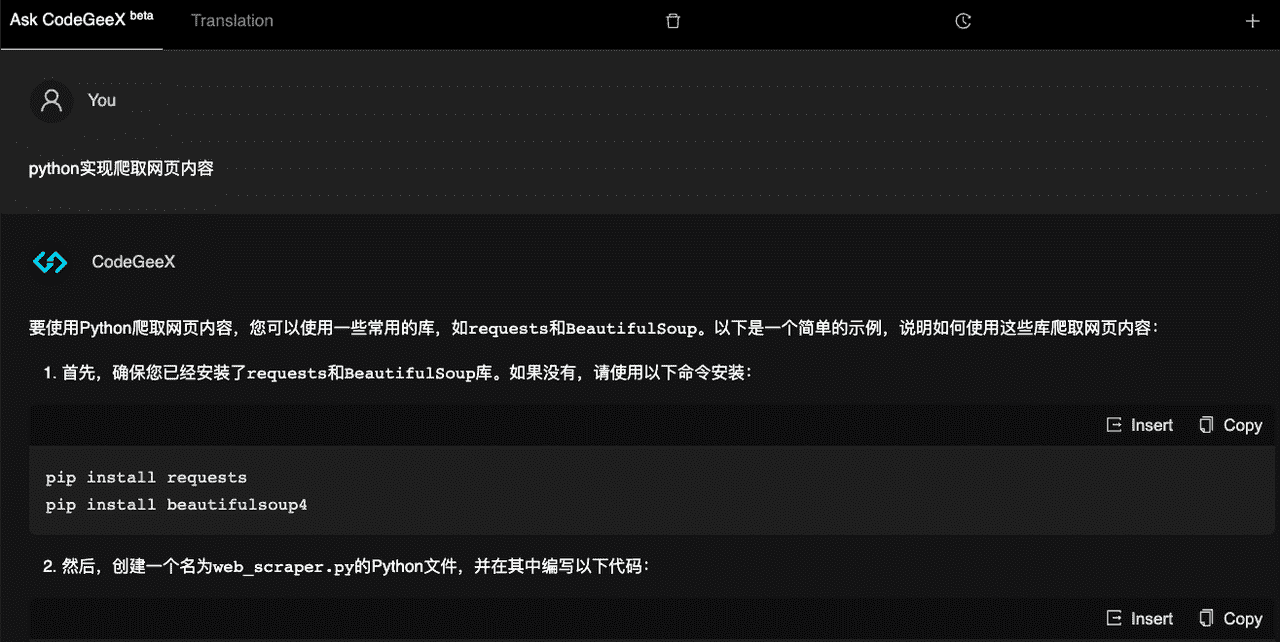 Ask CodeGeeX beta Translation
You
python实现爬取网页内容
CodeGeeX
要使用Python爬取网页内容，您可以使用一些常用的库，如requests和BeautifulSoup。以下是一个简单的示例，说明如何使用这些库爬取网页内容：
1. 首先，确保您已经安装了requests和BeautifulSoup库。如果没有，请使用以下命令安装：
Insert Copy
pip install requests
pip install beautifulsoup4
2. 然后，创建一个名为web_scraper.py的Python文件，并在其中编写以下代码：
Insert Copy